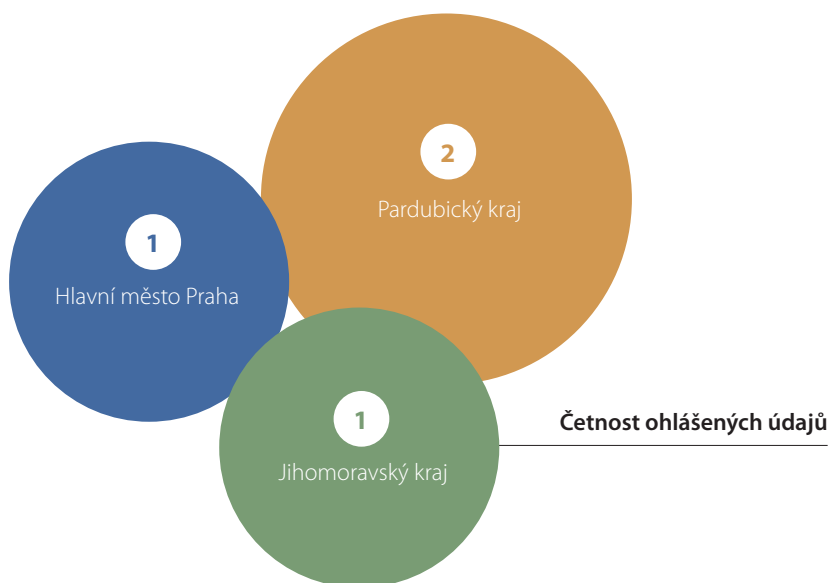 2
Pardubický kraj
1
Hlavní město Praha
1
Jihomoravský kraj
Četnost ohlášených údajů